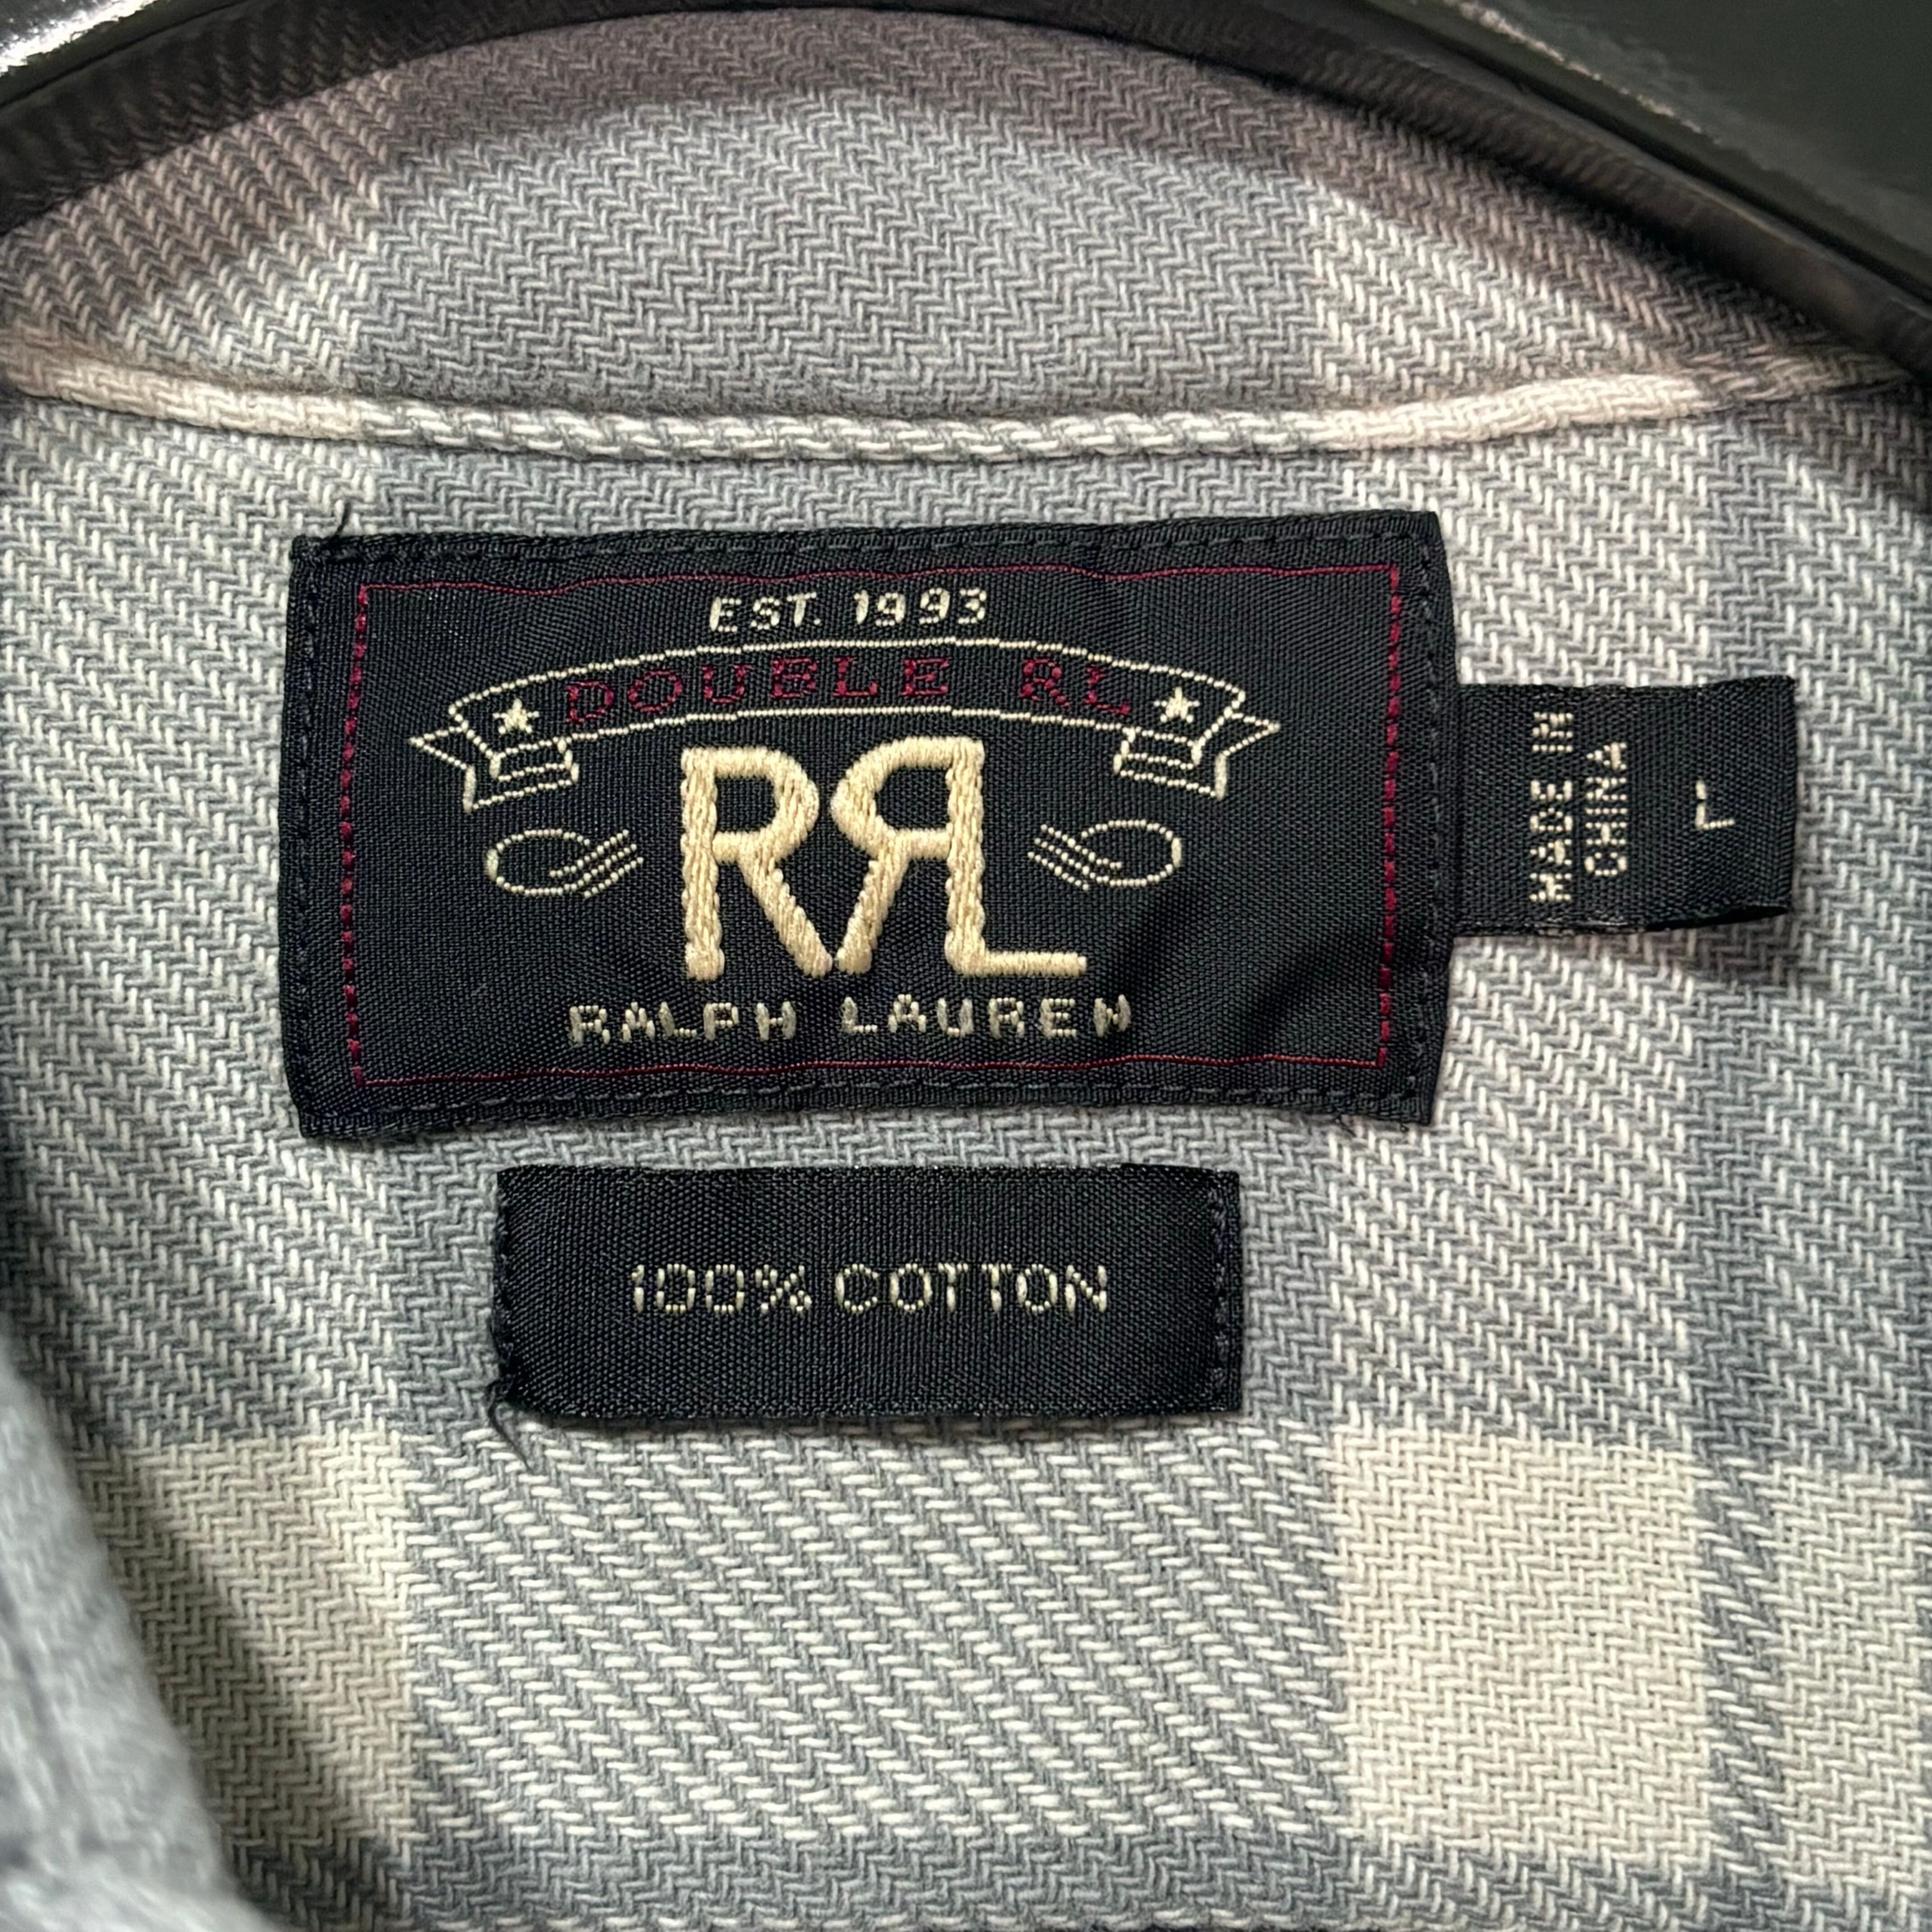 EST. 1993
DOUBLE RL
RRL
RALPH LAUREN
MADE IN
CHINA
L
100% COTTON